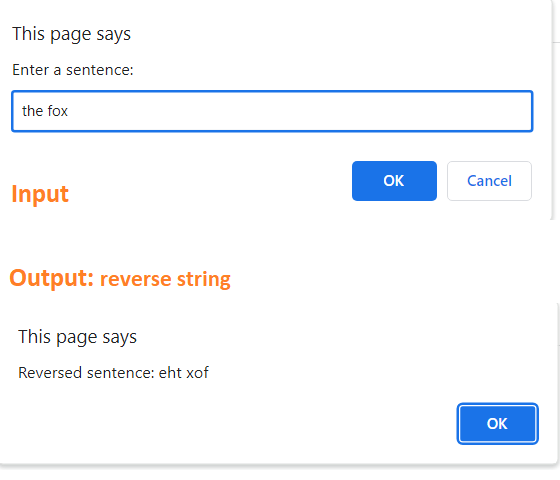 This page says
Enter a sentence:
the fox
OK Cancel
Input
Output: reverse string
This page says
Reversed sentence: eht xof
OK